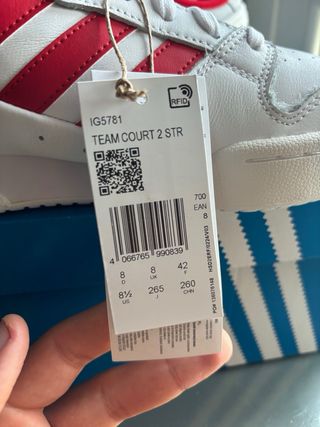 RFID
IG5781
TEAM COURT 2 STR
700
EAN
8
4 066765 990839
8 8 42
D UK F
8½ 265 260
US J CHN